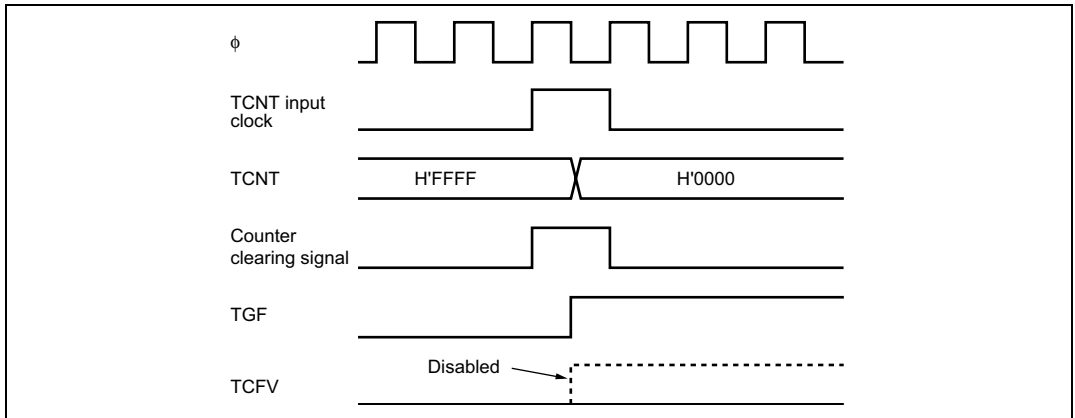 φ
TCNT input
clock
TCNT
H'FFFF
H'0000
Counter
clearing signal
TGF
Disabled
TCFV